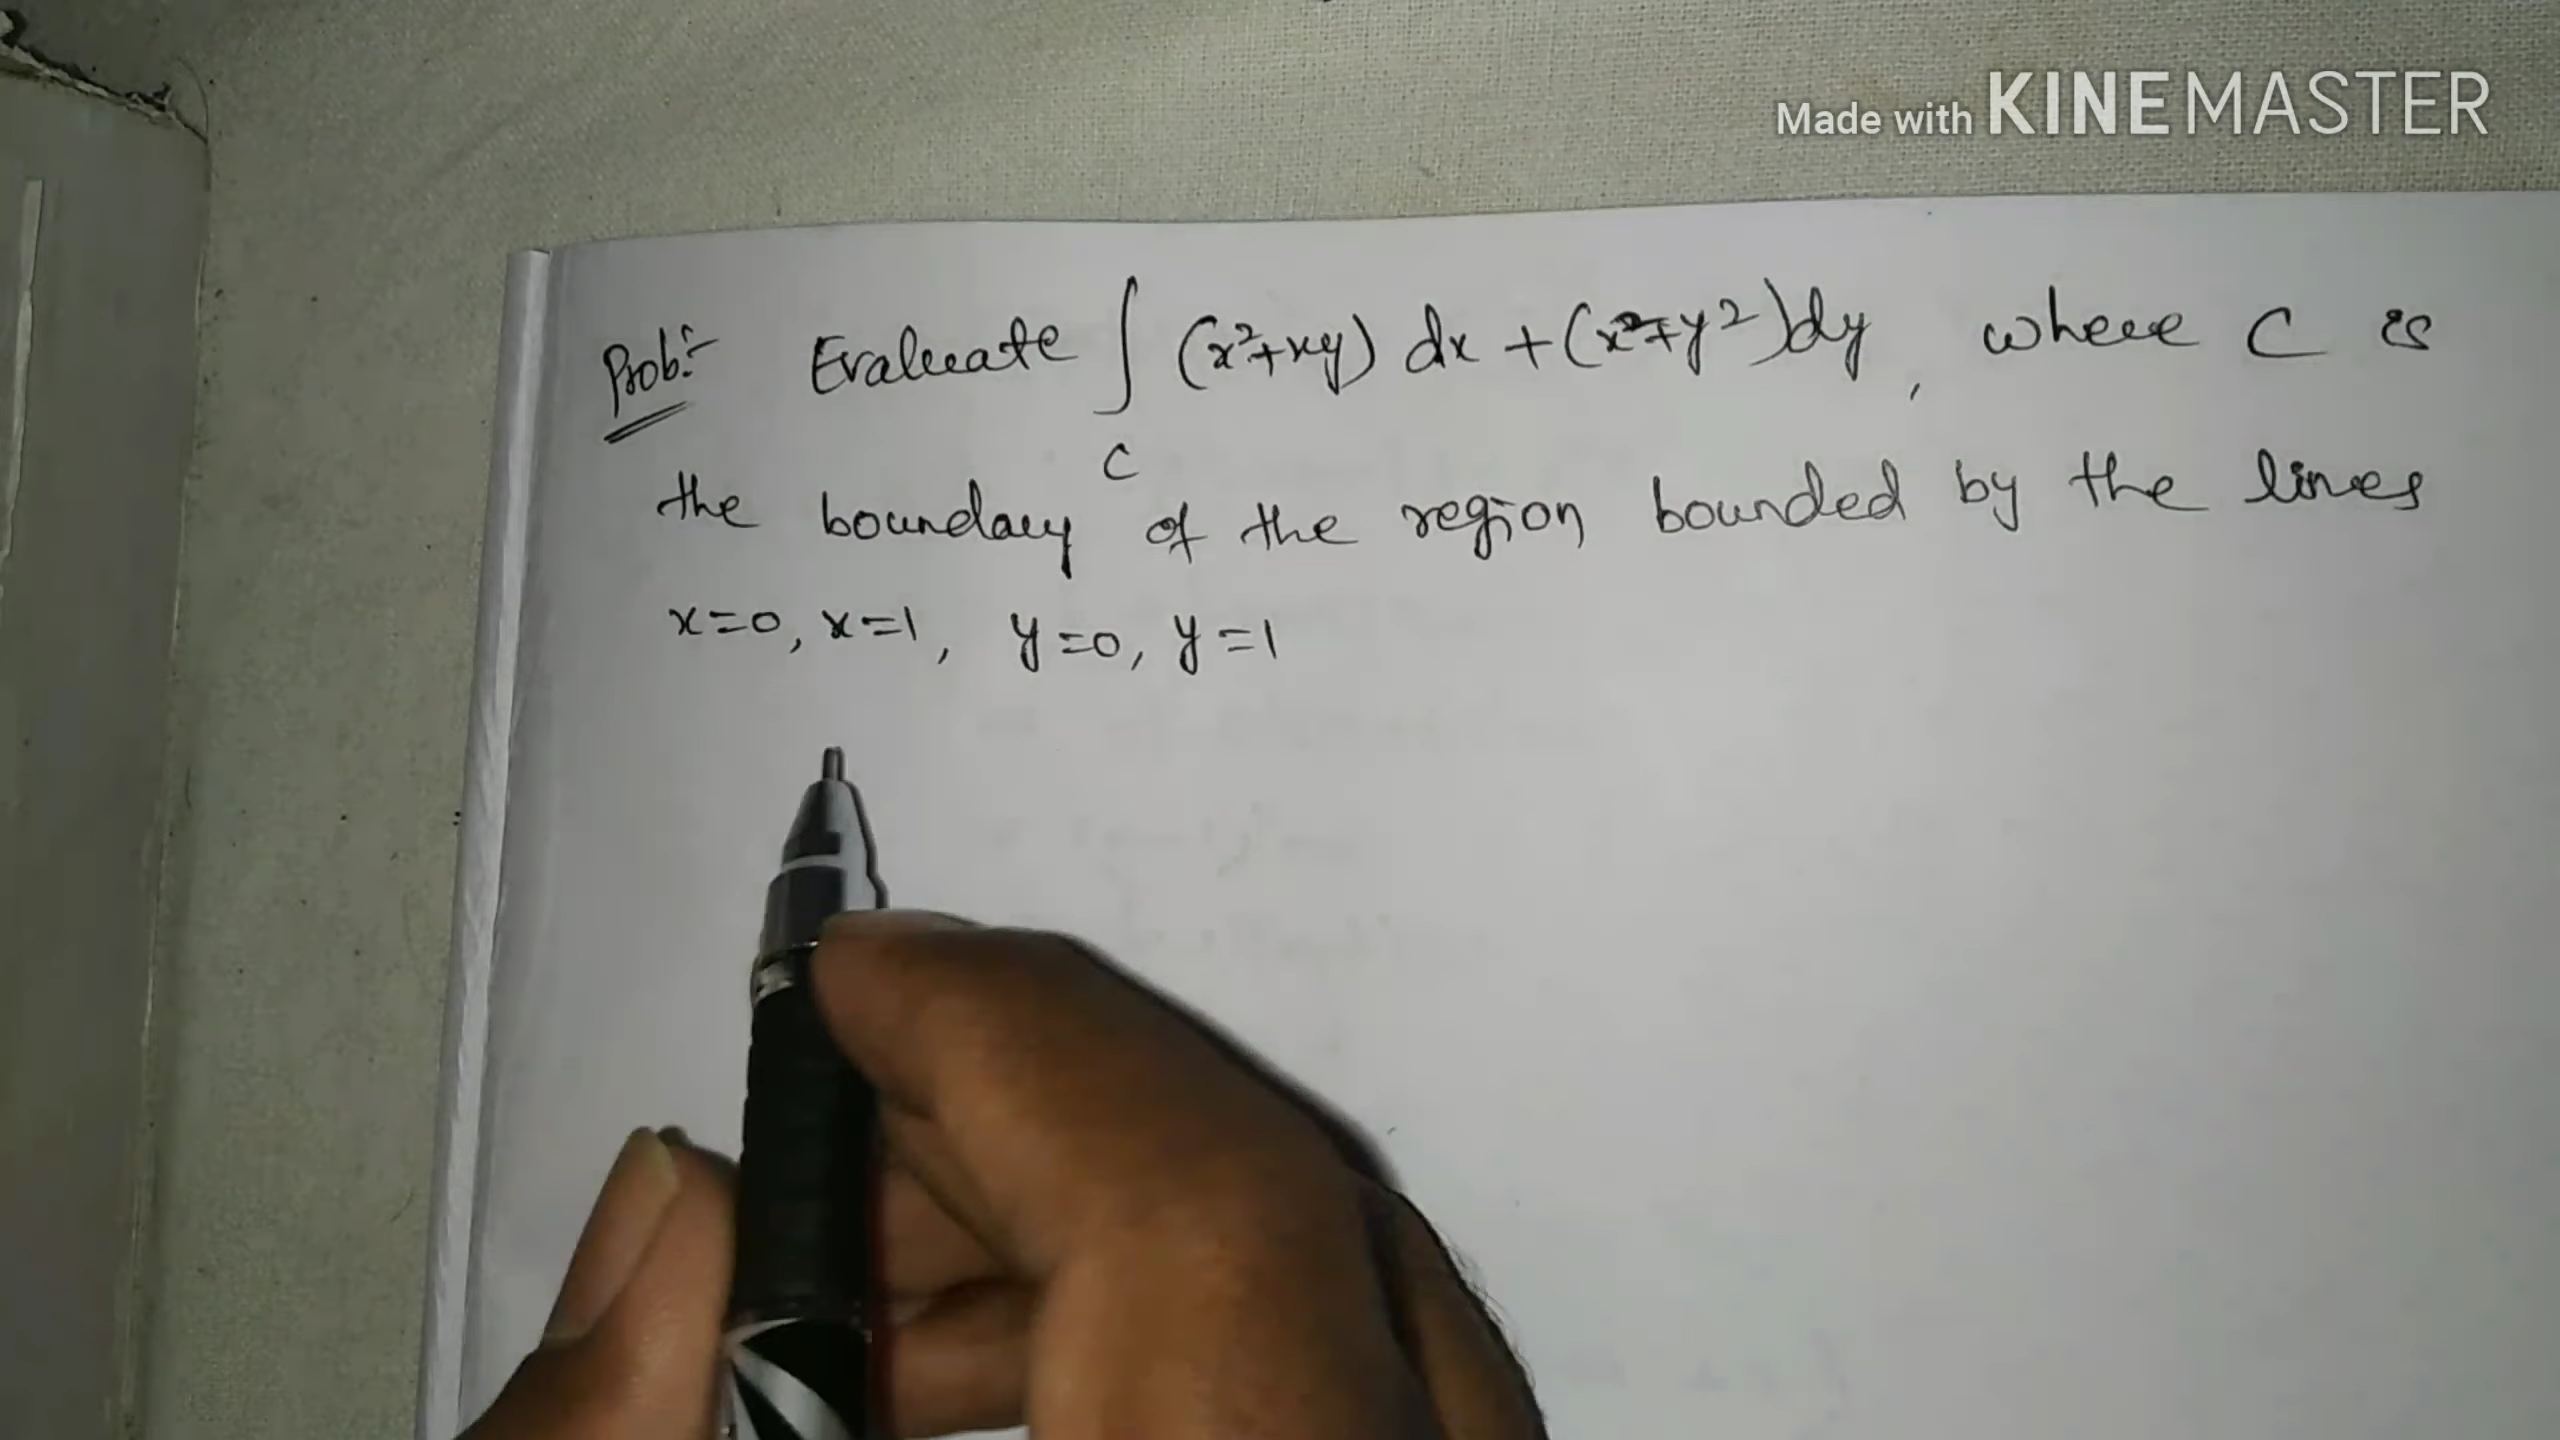 Made with KINEMASTER
Prob:- Evaluate ∫ (x²+xy) dx + (x²+y²)dy, where C is
C
the boundary of the region bounded by the lines
x=0, x=1, y=0, y=1